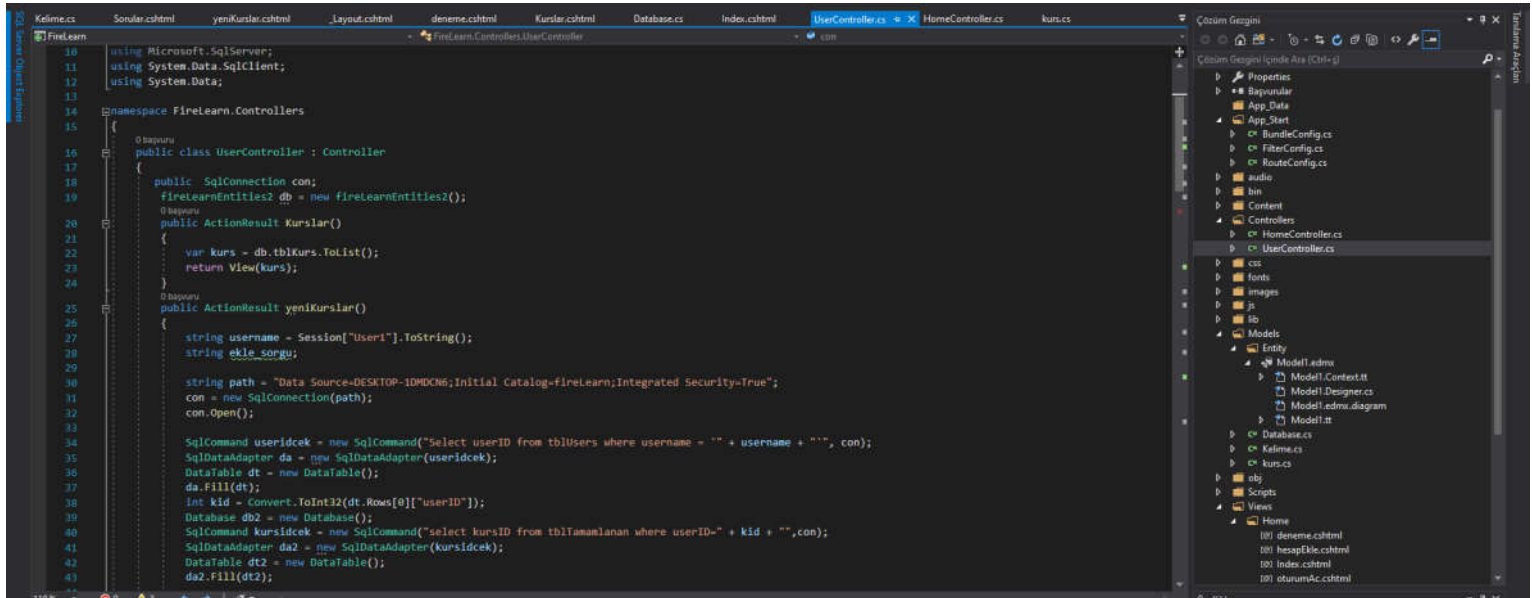 Kelime.cs Sorular.cshtml yeniKurslar.cshtml _Layout.cshtml deneme.cshtml Kurslar.cshtml Database.cs Index.cshtml UserController.cs HomeController.cs kurs.cs
FireLearn FireLearn.Controllers.UserController con
SQL Server Object Explorer
10 using Microsoft.SqlServer;
11 using System.Data.SqlClient;
12 using System.Data;
13
14 namespace FireLearn.Controllers
15 {
0 başvuru
16 public class UserController : Controller
17 {
18 public SqlConnection con;
19 fireLearnEntities2 db = new fireLearnEntities2();
0 başvuru
20 public ActionResult Kurslar()
21 {
22 var kurs = db.tblKurs.ToList();
23 return View(kurs);
24 }
0 başvuru
25 public ActionResult yeniKurslar()
26 {
27 string username = Session["User1"].ToString();
28 string ekle_sorgu;
29
30 string path = "Data Source=DESKTOP-1DMDCN6;Initial Catalog=fireLearn;Integrated Security=True";
31 con = new SqlConnection(path);
32 con.Open();
33
34 SqlCommand useridcek = new SqlCommand("Select userID from tblUsers where username = '" + username + "'", con);
35 SqlDataAdapter da = new SqlDataAdapter(useridcek);
36 DataTable dt = new DataTable();
37 da.Fill(dt);
38 int kid = Convert.ToInt32(dt.Rows[0]["userID"]);
39 Database db2 = new Database();
40 SqlCommand kursidcek = new SqlCommand("select kursID from tblTamamlanan where userID=" + kid + "",con);
41 SqlDataAdapter da2 = new SqlDataAdapter(kursidcek);
42 DataTable dt2 = new DataTable();
43 da2.Fill(dt2);
Çözüm Gezgini
Çözüm Gezgini İçinde Ara (Ctrl+ş)
Properties
Başvurular
App_Data
App_Start
C# BundleConfig.cs
C# FilterConfig.cs
C# RouteConfig.cs
audio
bin
Content
Controllers
C# HomeController.cs
C# UserController.cs
css
fonts
images
js
lib
Models
Entity
Model1.edmx
Model1.Context.tt
Model1.Designer.cs
Model1.edmx.diagram
Model1.tt
C# Database.cs
C# Kelime.cs
C# kurs.cs
obj
Scripts
Views
Home
[@] deneme.cshtml
[@] hesapEkle.cshtml
[@] Index.cshtml
[@] oturumAc.cshtml
Tanılama Araçları